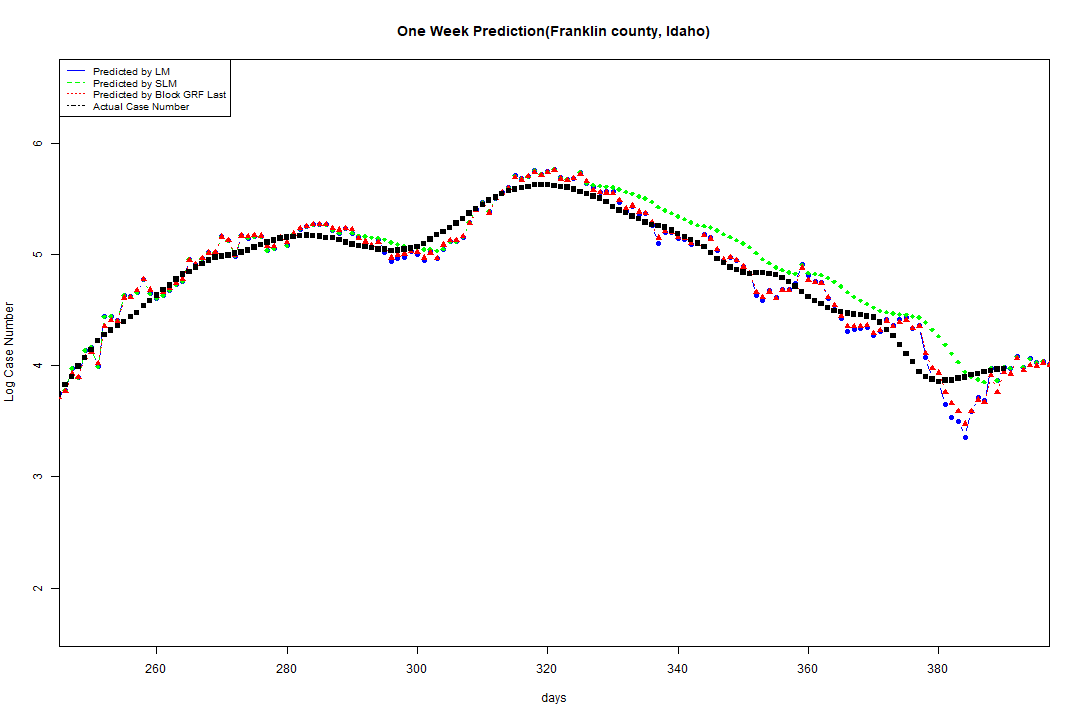 One Week Prediction(Franklin county, Idaho)
Predicted by LM
Predicted by SLM
Predicted by Block GRF Last
Actual Case Number
6
5
4
3
2
Log Case Number
260 280 300 320 340 360 380
days